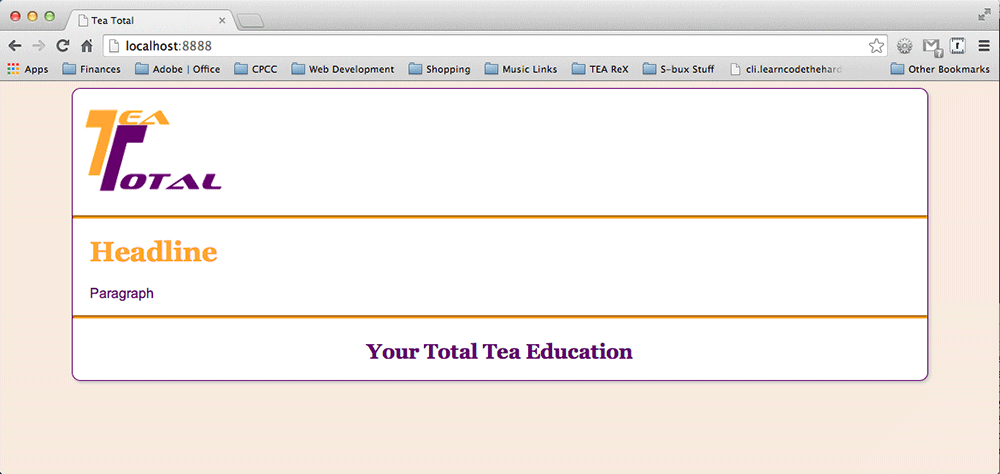 Tea Total
localhost:8888
Apps Finances Adobe | Office CPCC Web Development Shopping Music Links TEA ReX S-bux Stuff cli.learncodethehard Other Bookmarks
TEA
TOTAL
Headline
Paragraph
Your Total Tea Education